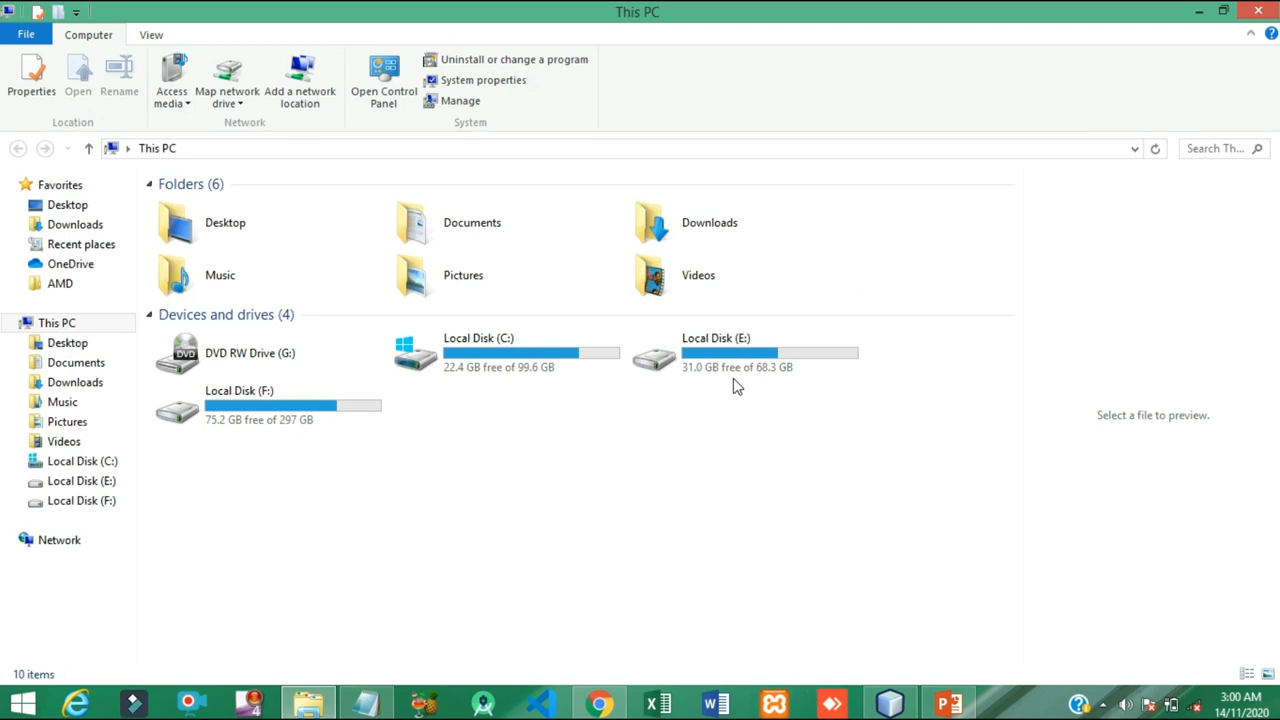 This PC
File
Computer
View
Properties
Open
Rename
Access media
Map network drive
Add a network location
Open Control Panel
Uninstall or change a program
System properties
Manage
Location
Network
System
This PC
Search Th...
Favorites
Desktop
Downloads
Recent places
OneDrive
AMD
This PC
Desktop
Documents
Downloads
Music
Pictures
Videos
Local Disk (C:)
Local Disk (E:)
Local Disk (F:)
Network
Folders (6)
Desktop
Documents
Downloads
Music
Pictures
Videos
Devices and drives (4)
DVD
DVD RW Drive (G:)
Local Disk (C:)
22.4 GB free of 99.6 GB
Local Disk (E:)
31.0 GB free of 68.3 GB
Local Disk (F:)
75.2 GB free of 297 GB
Select a file to preview.
10 items
3:00 AM
14/11/2020